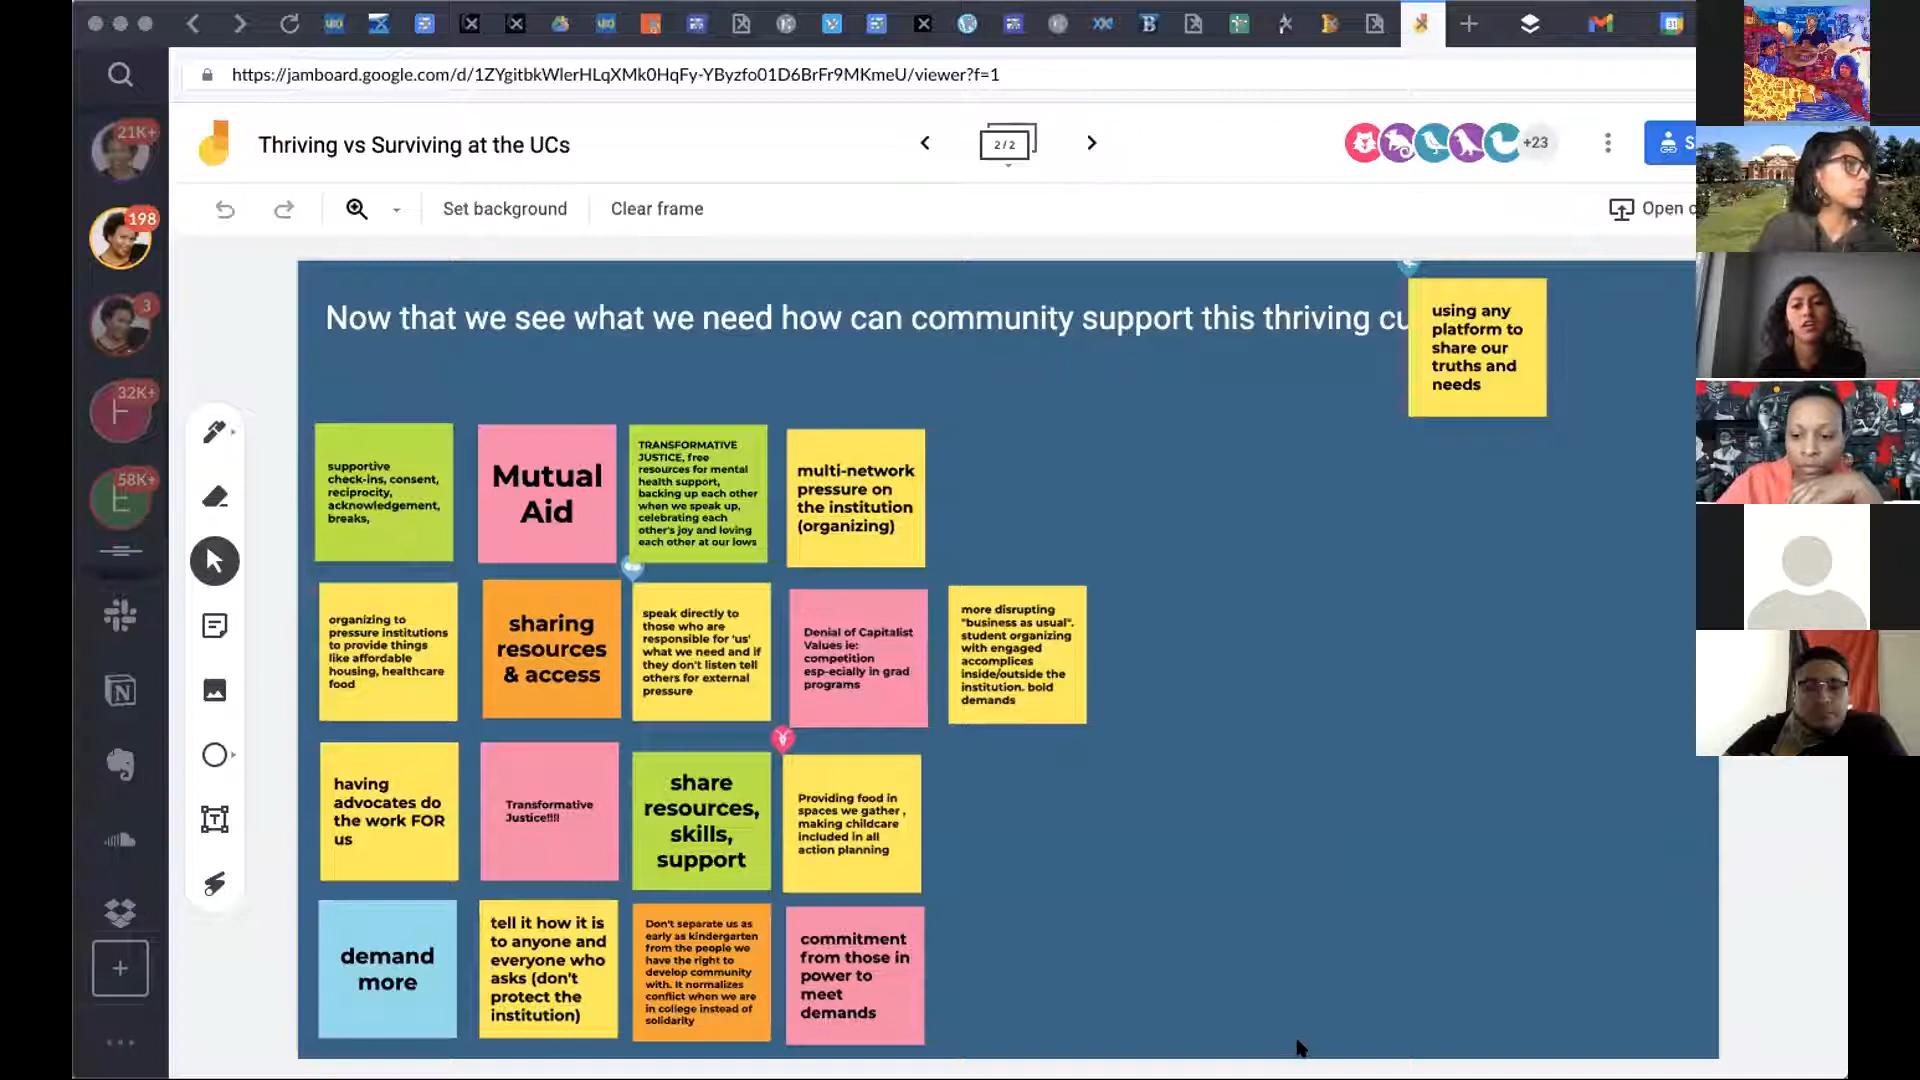 https://jamboard.google.com/d/1ZYgitbkWlerHLqXMk0HqFy-YByzfo01D6BrFr9MKmeU/viewer?f=1
21K+
198
3
32K+
58K+
Thriving vs Surviving at the UCs
2/2
+23
S
Set background
Clear frame
Open c
Now that we see what we need how can community support this thriving cu
using any
platform to
share our
truths and
needs
supportive
check-ins, consent,
reciprocity,
acknowledgement,
breaks,
Mutual
Aid
TRANSFORMATIVE
JUSTICE, free
resources for mental
health support,
backing up each other
when we speak up,
celebrating each
other's joy and loving
each other at our lows
multi-network
pressure on
the institution
(organizing)
organizing to
pressure institutions
to provide things
like affordable
housing, healthcare
food
sharing
resources
& access
speak directly to
those who are
responsible for 'us'
what we need and if
they don't listen tell
others for external
pressure
Denial of Capitalist
Values ie:
competition
esp-ecially in grad
programs
more disrupting
"business as usual".
student organizing
with engaged
accomplices
inside/outside the
institution. bold
demands
having
advocates do
the work FOR
us
Transformative
Justice!!!!
share
resources,
skills,
support
Providing food in
spaces we gather ,
making childcare
included in all
action planning
demand
more
tell it how it is
to anyone and
everyone who
asks (don't
protect the
institution)
Don't separate us as
early as kindergarten
from the people we
have the right to
develop community
with. It normalizes
conflict when we are
in college instead of
solidarity
commitment
from those in
power to
meet
demands